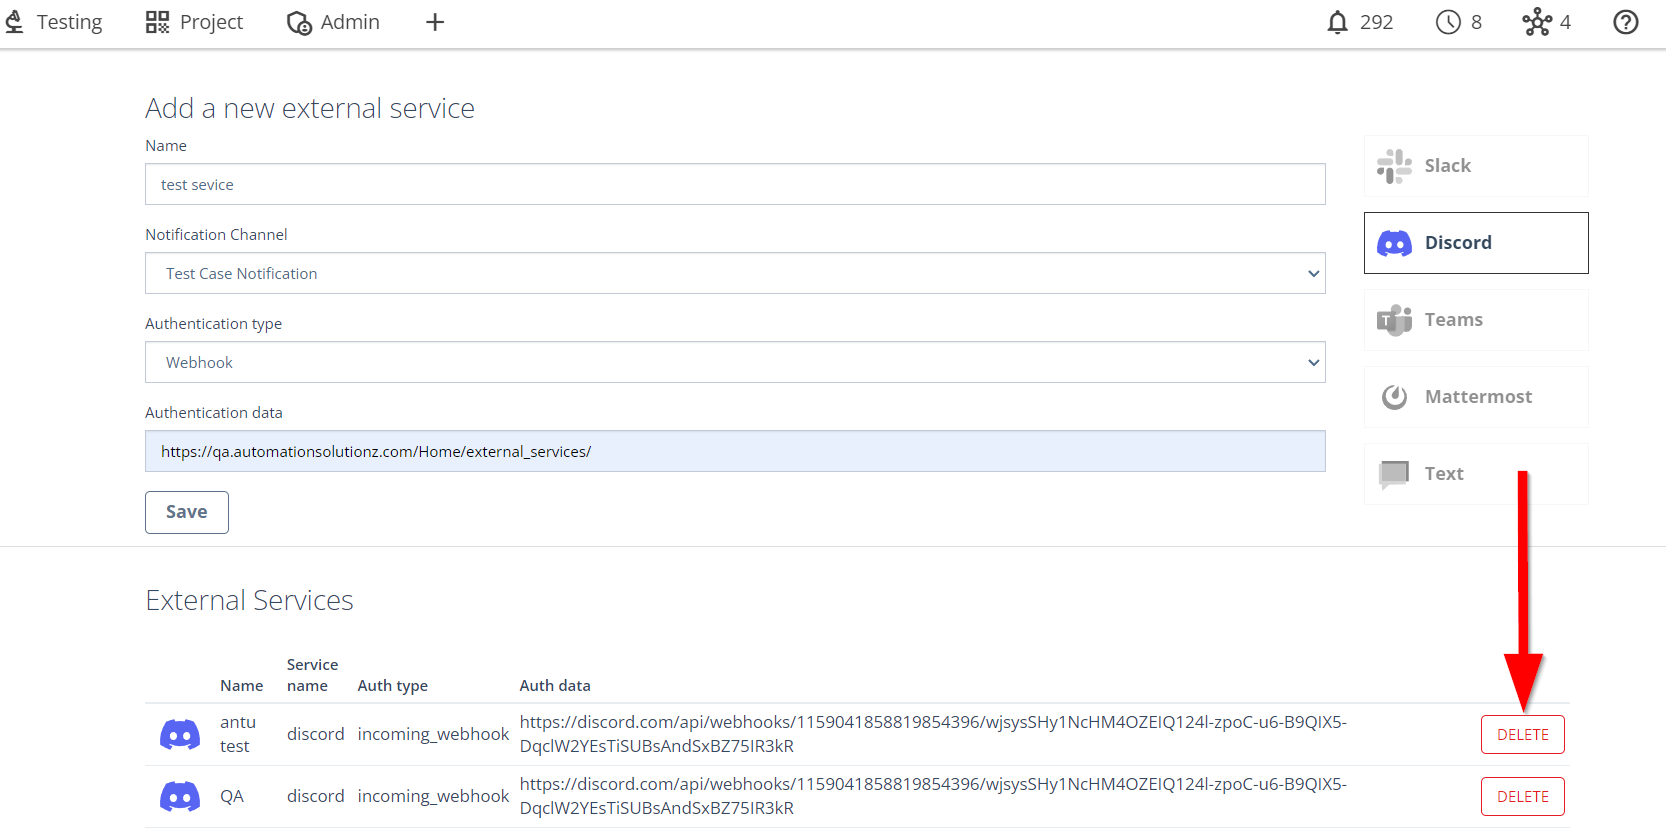 Testing Project Admin 292 8 4
Add a new external service
Name
test sevice
Slack
Notification Channel
Discord
Test Case Notification
Authentication type
Teams
Webhook
Mattermost
Authentication data
https://qa.automationsolutionz.com/Home/external_services/
Text
Save
External Services
Name Service name Auth type Auth data
antu test discord incoming_webhook https://discord.com/api/webhooks/1159041858819854396/wjsysSHy1NcHM4OZEIQ124l-zpoC-u6-B9QIX5-
DqclW2YEsTiSUBsAndSxBZ75IR3kR
DELETE
QA discord incoming_webhook https://discord.com/api/webhooks/1159041858819854396/wjsysSHy1NcHM4OZEIQ124l-zpoC-u6-B9QIX5-
DqclW2YEsTiSUBsAndSxBZ75IR3kR
DELETE